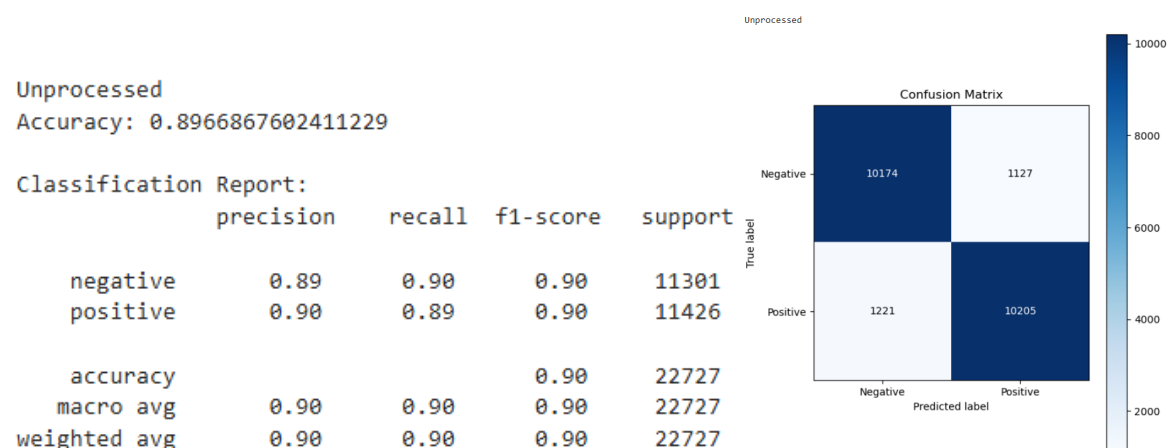 Unprocessed
Accuracy: 0.8966867602411229
Classification Report:
precision recall f1-score support
negative 0.89 0.90 0.90 11301
positive 0.90 0.89 0.90 11426
accuracy 0.90 22727
macro avg 0.90 0.90 0.90 22727
weighted avg 0.90 0.90 0.90 22727
Unprocessed
Confusion Matrix
True label
Negative 10174 1127
Positive 1221 10205
Negative Positive
Predicted label
10000
8000
6000
4000
2000